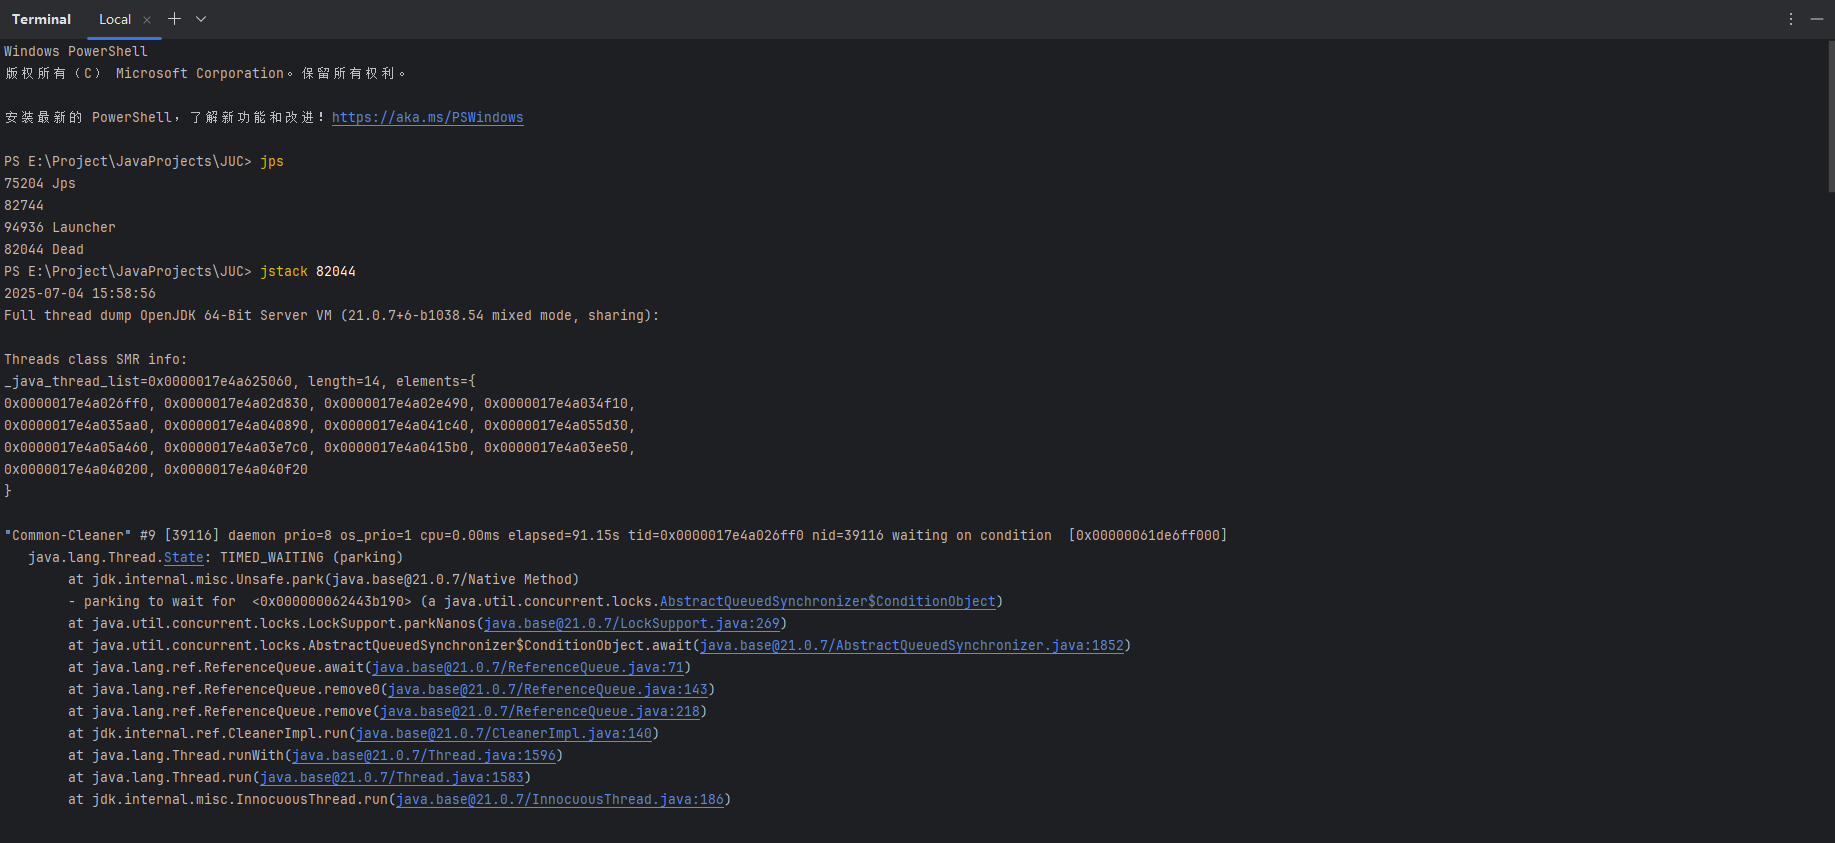 Terminal Local
Windows PowerShell
版权所有（C） Microsoft Corporation。保留所有权利。
安装最新的 PowerShell，了解新功能和改进！https://aka.ms/PSWindows
PS E:\Project\JavaProjects\JUC> jps
75204 Jps
82744
94936 Launcher
82044 Dead
PS E:\Project\JavaProjects\JUC> jstack 82044
2025-07-04 15:58:56
Full thread dump OpenJDK 64-Bit Server VM (21.0.7+6-b1038.54 mixed mode, sharing):
Threads class SMR info:
_java_thread_list=0x0000017e4a625060, length=14, elements={
0x0000017e4a026ff0, 0x0000017e4a02d830, 0x0000017e4a02e490, 0x0000017e4a034f10,
0x0000017e4a035aa0, 0x0000017e4a040890, 0x0000017e4a041c40, 0x0000017e4a055d30,
0x0000017e4a05a460, 0x0000017e4a03e7c0, 0x0000017e4a0415b0, 0x0000017e4a03ee50,
0x0000017e4a040200, 0x0000017e4a040f20
}
"Common-Cleaner" #9 [39116] daemon prio=8 os_prio=1 cpu=0.00ms elapsed=91.15s tid=0x0000017e4a026ff0 nid=39116 waiting on condition  [0x00000061de6ff000]
java.lang.Thread.State: TIMED_WAITING (parking)
at jdk.internal.misc.Unsafe.park(java.base@21.0.7/Native Method)
- parking to wait for  <0x000000062443b190> (a java.util.concurrent.locks.AbstractQueuedSynchronizer$ConditionObject)
at java.util.concurrent.locks.LockSupport.parkNanos(java.base@21.0.7/LockSupport.java:269)
at java.util.concurrent.locks.AbstractQueuedSynchronizer$ConditionObject.await(java.base@21.0.7/AbstractQueuedSynchronizer.java:1852)
at java.lang.ref.ReferenceQueue.await(java.base@21.0.7/ReferenceQueue.java:71)
at java.lang.ref.ReferenceQueue.remove0(java.base@21.0.7/ReferenceQueue.java:143)
at java.lang.ref.ReferenceQueue.remove(java.base@21.0.7/ReferenceQueue.java:218)
at jdk.internal.ref.CleanerImpl.run(java.base@21.0.7/CleanerImpl.java:140)
at java.lang.Thread.runWith(java.base@21.0.7/Thread.java:1596)
at java.lang.Thread.run(java.base@21.0.7/Thread.java:1583)
at jdk.internal.misc.InnocuousThread.run(java.base@21.0.7/InnocuousThread.java:186)